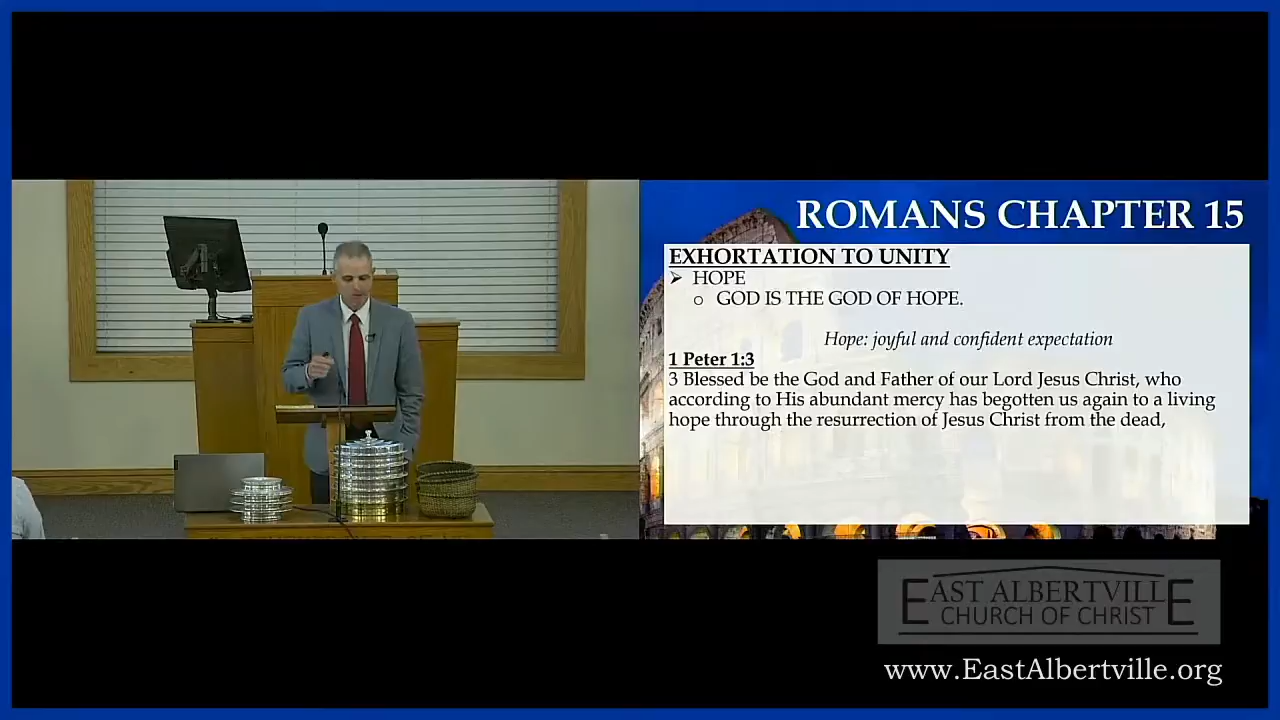 ROMANS CHAPTER 15
EXHORTATION TO UNITY
➢ HOPE
o GOD IS THE GOD OF HOPE.
Hope: joyful and confident expectation
1 Peter 1:3
3 Blessed be the God and Father of our Lord Jesus Christ, who
according to His abundant mercy has begotten us again to a living
hope through the resurrection of Jesus Christ from the dead,
EAST ALBERTVILLE
CHURCH OF CHRIST
www.EastAlbertville.org